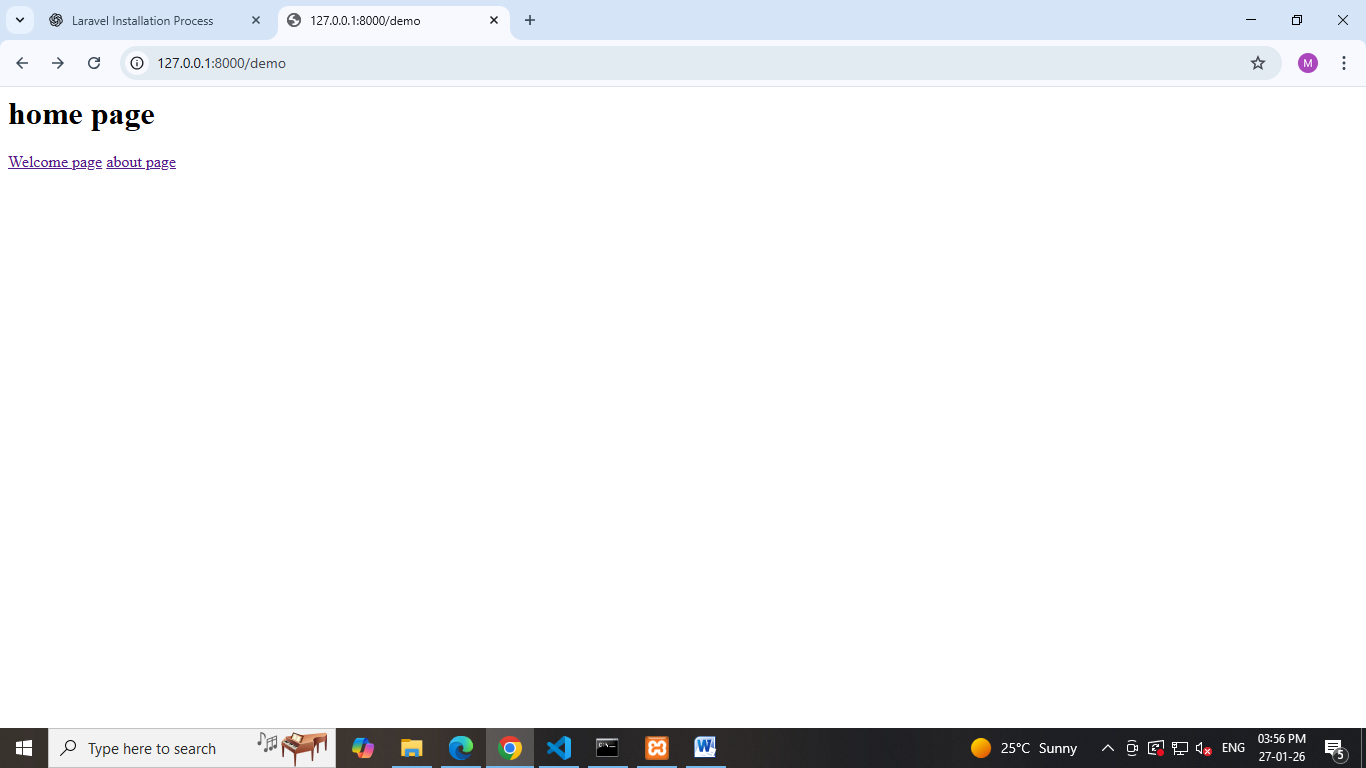 Laravel Installation Process
127.0.0.1:8000/demo
127.0.0.1:8000/demo
M
home page
Welcome page about page
Type here to search
25°C Sunny
ENG
03:56 PM
27-01-26
5